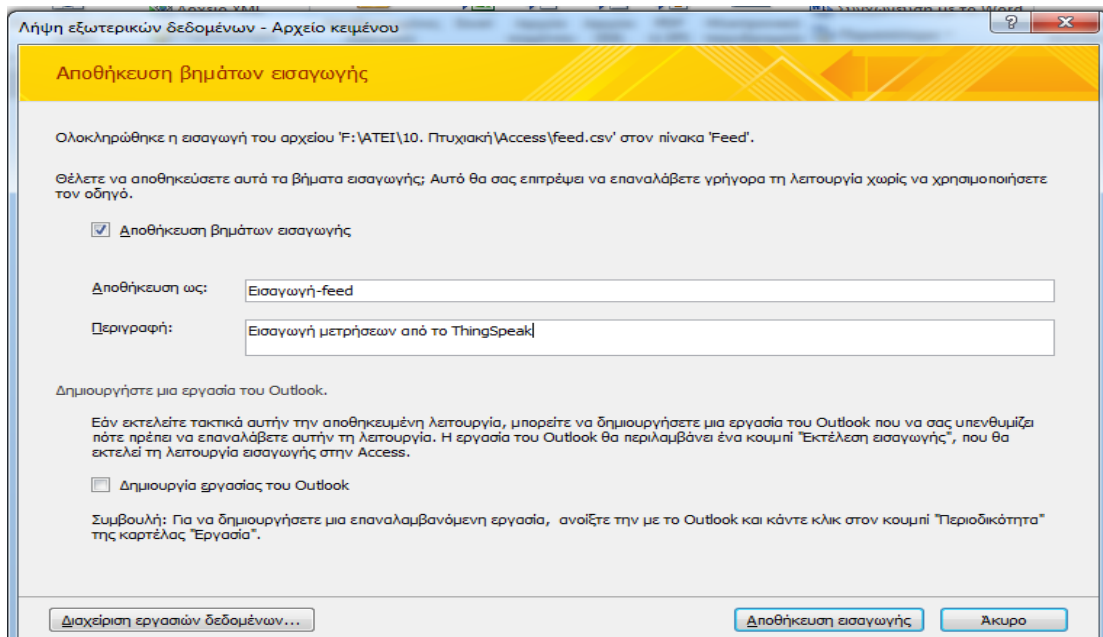 Αρχείο XML
Συγχώνευση με το Word
Λήψη εξωτερικών δεδομένων - Αρχείο κειμένου
Αποθήκευση βημάτων εισαγωγής
Ολοκληρώθηκε η εισαγωγή του αρχείου 'F:\ATEI\10. Πτυχιακή\Access\feed.csv' στον πίνακα 'Feed'.
Θέλετε να αποθηκεύσετε αυτά τα βήματα εισαγωγής; Αυτό θα σας επιτρέψει να επαναλάβετε γρήγορα τη λειτουργία χωρίς να χρησιμοποιήσετε
τον οδηγό.
Αποθήκευση βημάτων εισαγωγής
Αποθήκευση ως: Εισαγωγή-feed
Περιγραφή: Εισαγωγή μετρήσεων από το ThingSpeak
Δημιουργήστε μια εργασία του Outlook.
Εάν εκτελείτε τακτικά αυτήν την αποθηκευμένη λειτουργία, μπορείτε να δημιουργήσετε μια εργασία του Outlook που να σας υπενθυμίζει
πότε πρέπει να επαναλάβετε αυτήν τη λειτουργία. Η εργασία του Outlook θα περιλαμβάνει ένα κουμπί "Εκτέλεση εισαγωγής", που θα
εκτελεί τη λειτουργία εισαγωγής στην Access.
Δημιουργία εργασίας του Outlook
Συμβουλή: Για να δημιουργήσετε μια επαναλαμβανόμενη εργασία, ανοίξτε την με το Outlook και κάντε κλικ στον κουμπί "Περιοδικότητα"
της καρτέλας "Εργασία".
Διαχείριση εργασιών δεδομένων... Αποθήκευση εισαγωγής Άκυρο